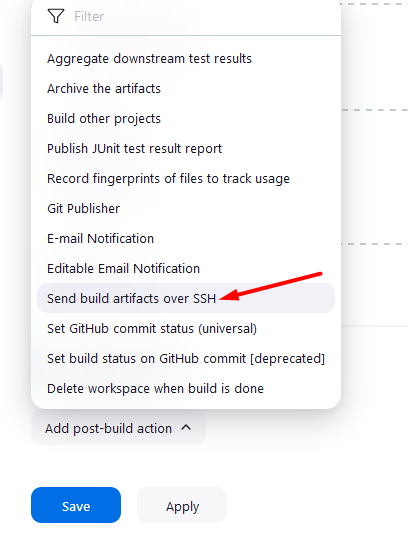 Filter
Aggregate downstream test results
Archive the artifacts
Build other projects
Publish JUnit test result report
Record fingerprints of files to track usage
Git Publisher
E-mail Notification
Editable Email Notification
Send build artifacts over SSH
Set GitHub commit status (universal)
Set build status on GitHub commit [deprecated]
Delete workspace when build is done
Add post-build action
Save Apply